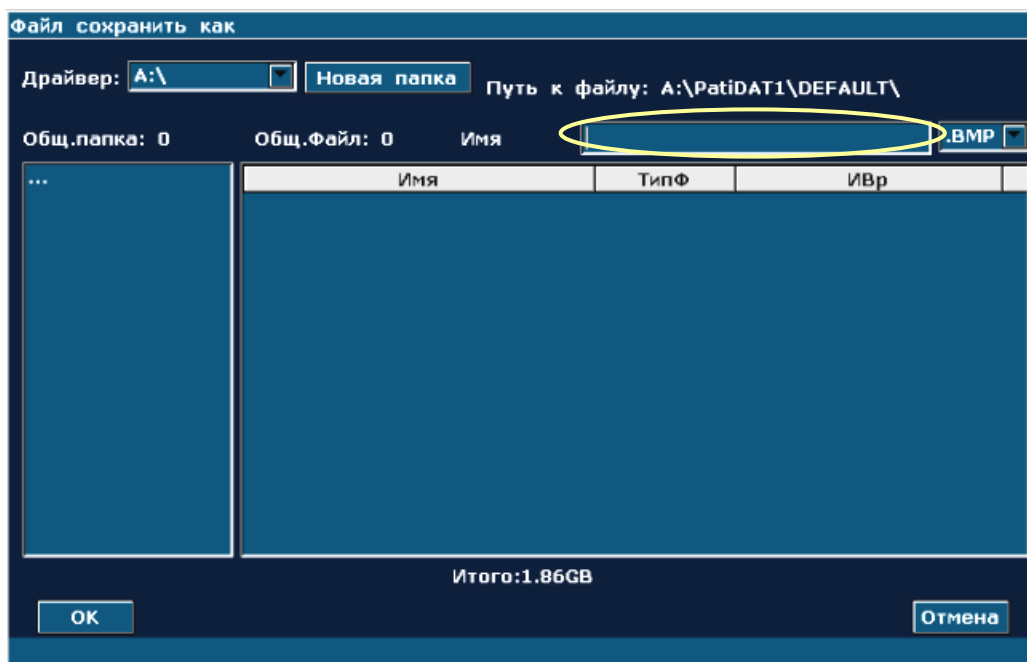 Файл сохранить как
Драйвер: A:\ Новая папка Путь к файлу: A:\PatiDAT1\DEFAULT\
Общ.папка: 0 Общ.Файл: 0 Имя .BMP
... Имя ТипФ ИВр
Итого:1.86GB
OK Отмена